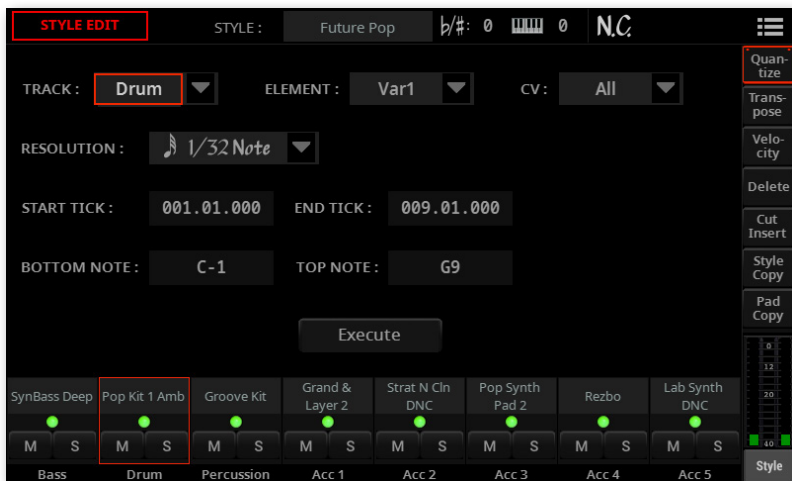 STYLE EDIT STYLE : Future Pop b/#: 0 0 N.C.
TRACK : Drum ELEMENT : Var1 CV : All
RESOLUTION : 1/32 Note
START TICK : 001.01.000 END TICK : 009.01.000
BOTTOM NOTE : C-1 TOP NOTE : G9
Execute
Quan-
tize
Trans-
pose
Velo-
city
Delete
Cut
Insert
Style
Copy
Pad
Copy
0
12
20
40
Style
SynBass Deep Pop Kit 1 Amb Groove Kit Grand & Strat N Cln Pop Synth Rezbo Lab Synth
Layer 2 DNC Pad 2 DNC
M S M S M S M S M S M S M S M S
Bass Drum Percussion Acc 1 Acc 2 Acc 3 Acc 4 Acc 5